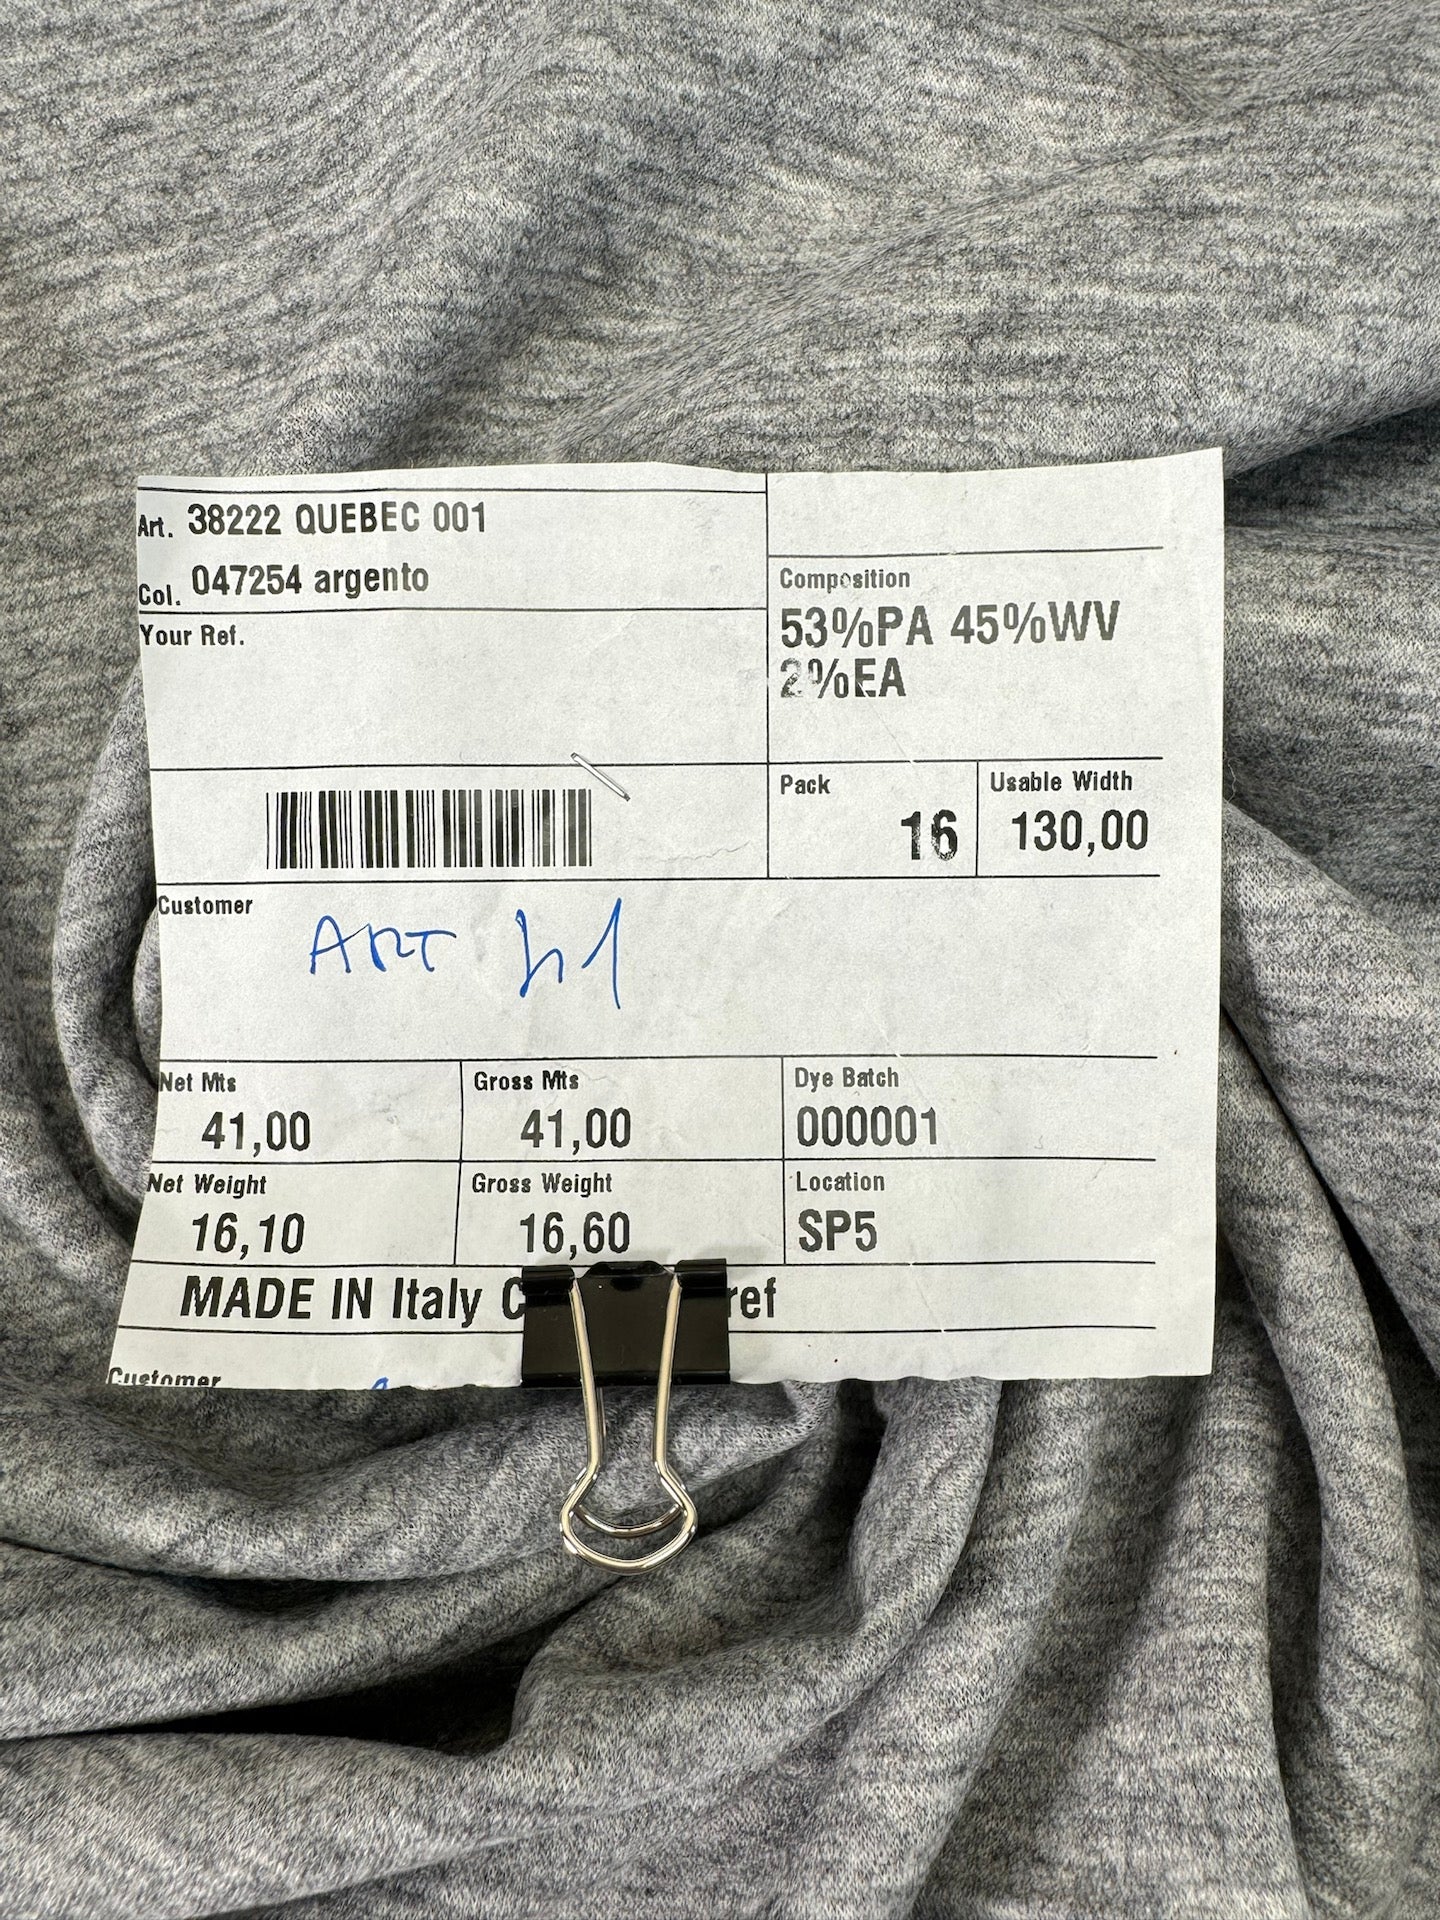 Art. 38222 QUEBEC 001
Col. 047254 argento
Your Ref.
Composition
53%PA 45%WV
2%EA
Pack
16
Usable Width
130,00
Customer
ART
Net Mts
41,00
Gross Mts
41,00
Dye Batch
000001
Net Weight
16,10
Gross Weight
16,60
Location
SP5
MADE IN Italy
Customer